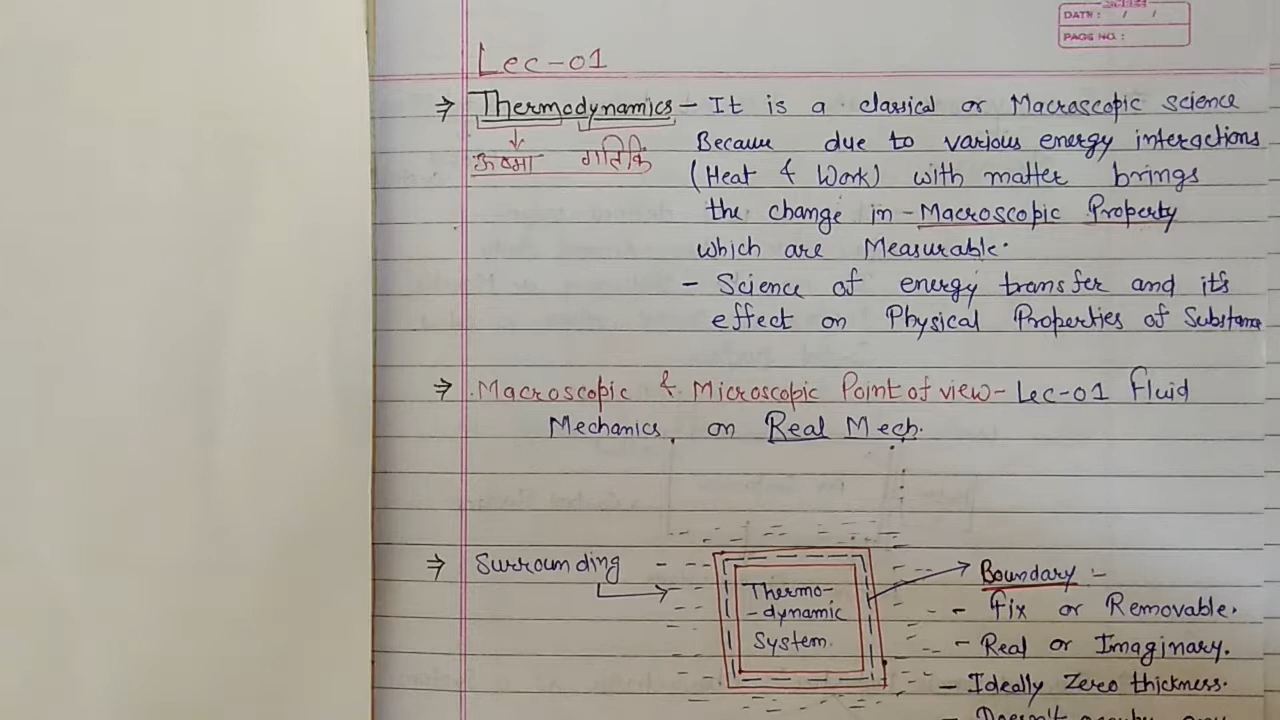 DATE : / /
PAGE NO. :
Lec-01
⇒ Thermodynamics - It is a classical or Macroscopic science
ऊष्मा गतिकि
Because due to various energy interactions
(Heat & Work) with matter brings
the change in - Macroscopic Property
which are Measurable.
- Science of energy transfer and it's
effect on Physical Properties of Substance
⇒ Macroscopic & Microscopic Point of view - Lec-01 Fluid
Mechanics, on Real Mech.
⇒ Surrounding
Thermo-
-dynamic
System.
Boundary :-
- Fix or Removable.
- Real or Imaginary.
- Ideally Zero thickness.
- Doesn't